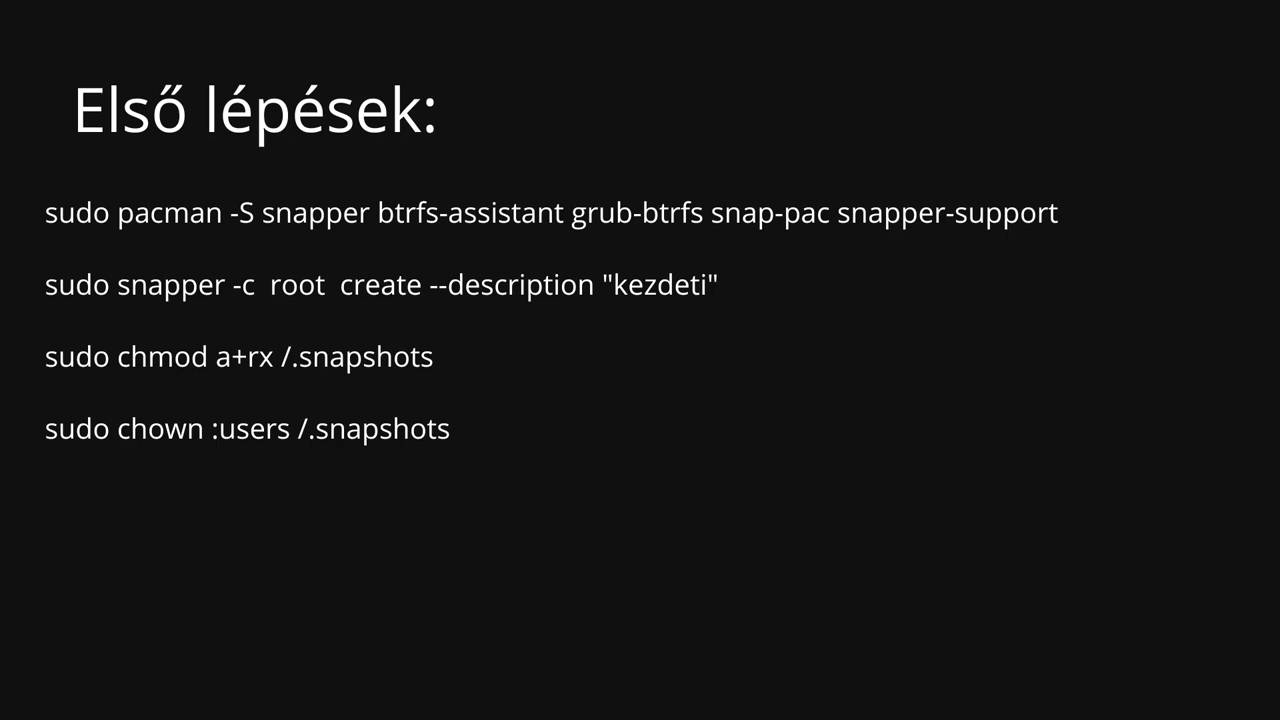 Első lépések:
sudo pacman -S snapper btrfs-assistant grub-btrfs snap-pac snapper-support
sudo snapper -c  root  create --description "kezdeti"
sudo chmod a+rx /.snapshots
sudo chown :users /.snapshots